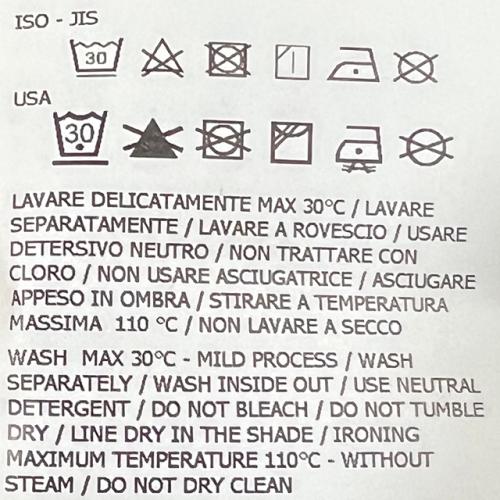 ISO - JIS
30
USA
30
LAVARE DELICATAMENTE MAX 30°C / LAVARE
SEPARATAMENTE / LAVARE A ROVESCIO / USARE
DETERSIVO NEUTRO / NON TRATTARE CON
CLORO / NON USARE ASCIUGATRICE / ASCIUGARE
APPESO IN OMBRA / STIRARE A TEMPERATURA
MASSIMA 110 °C / NON LAVARE A SECCO
WASH MAX 30°C - MILD PROCESS / WASH
SEPARATELY / WASH INSIDE OUT / USE NEUTRAL
DETERGENT / DO NOT BLEACH / DO NOT TUMBLE
DRY / LINE DRY IN THE SHADE / IRONING
MAXIMUM TEMPERATURE 110°C - WITHOUT
STEAM / DO NOT DRY CLEAN